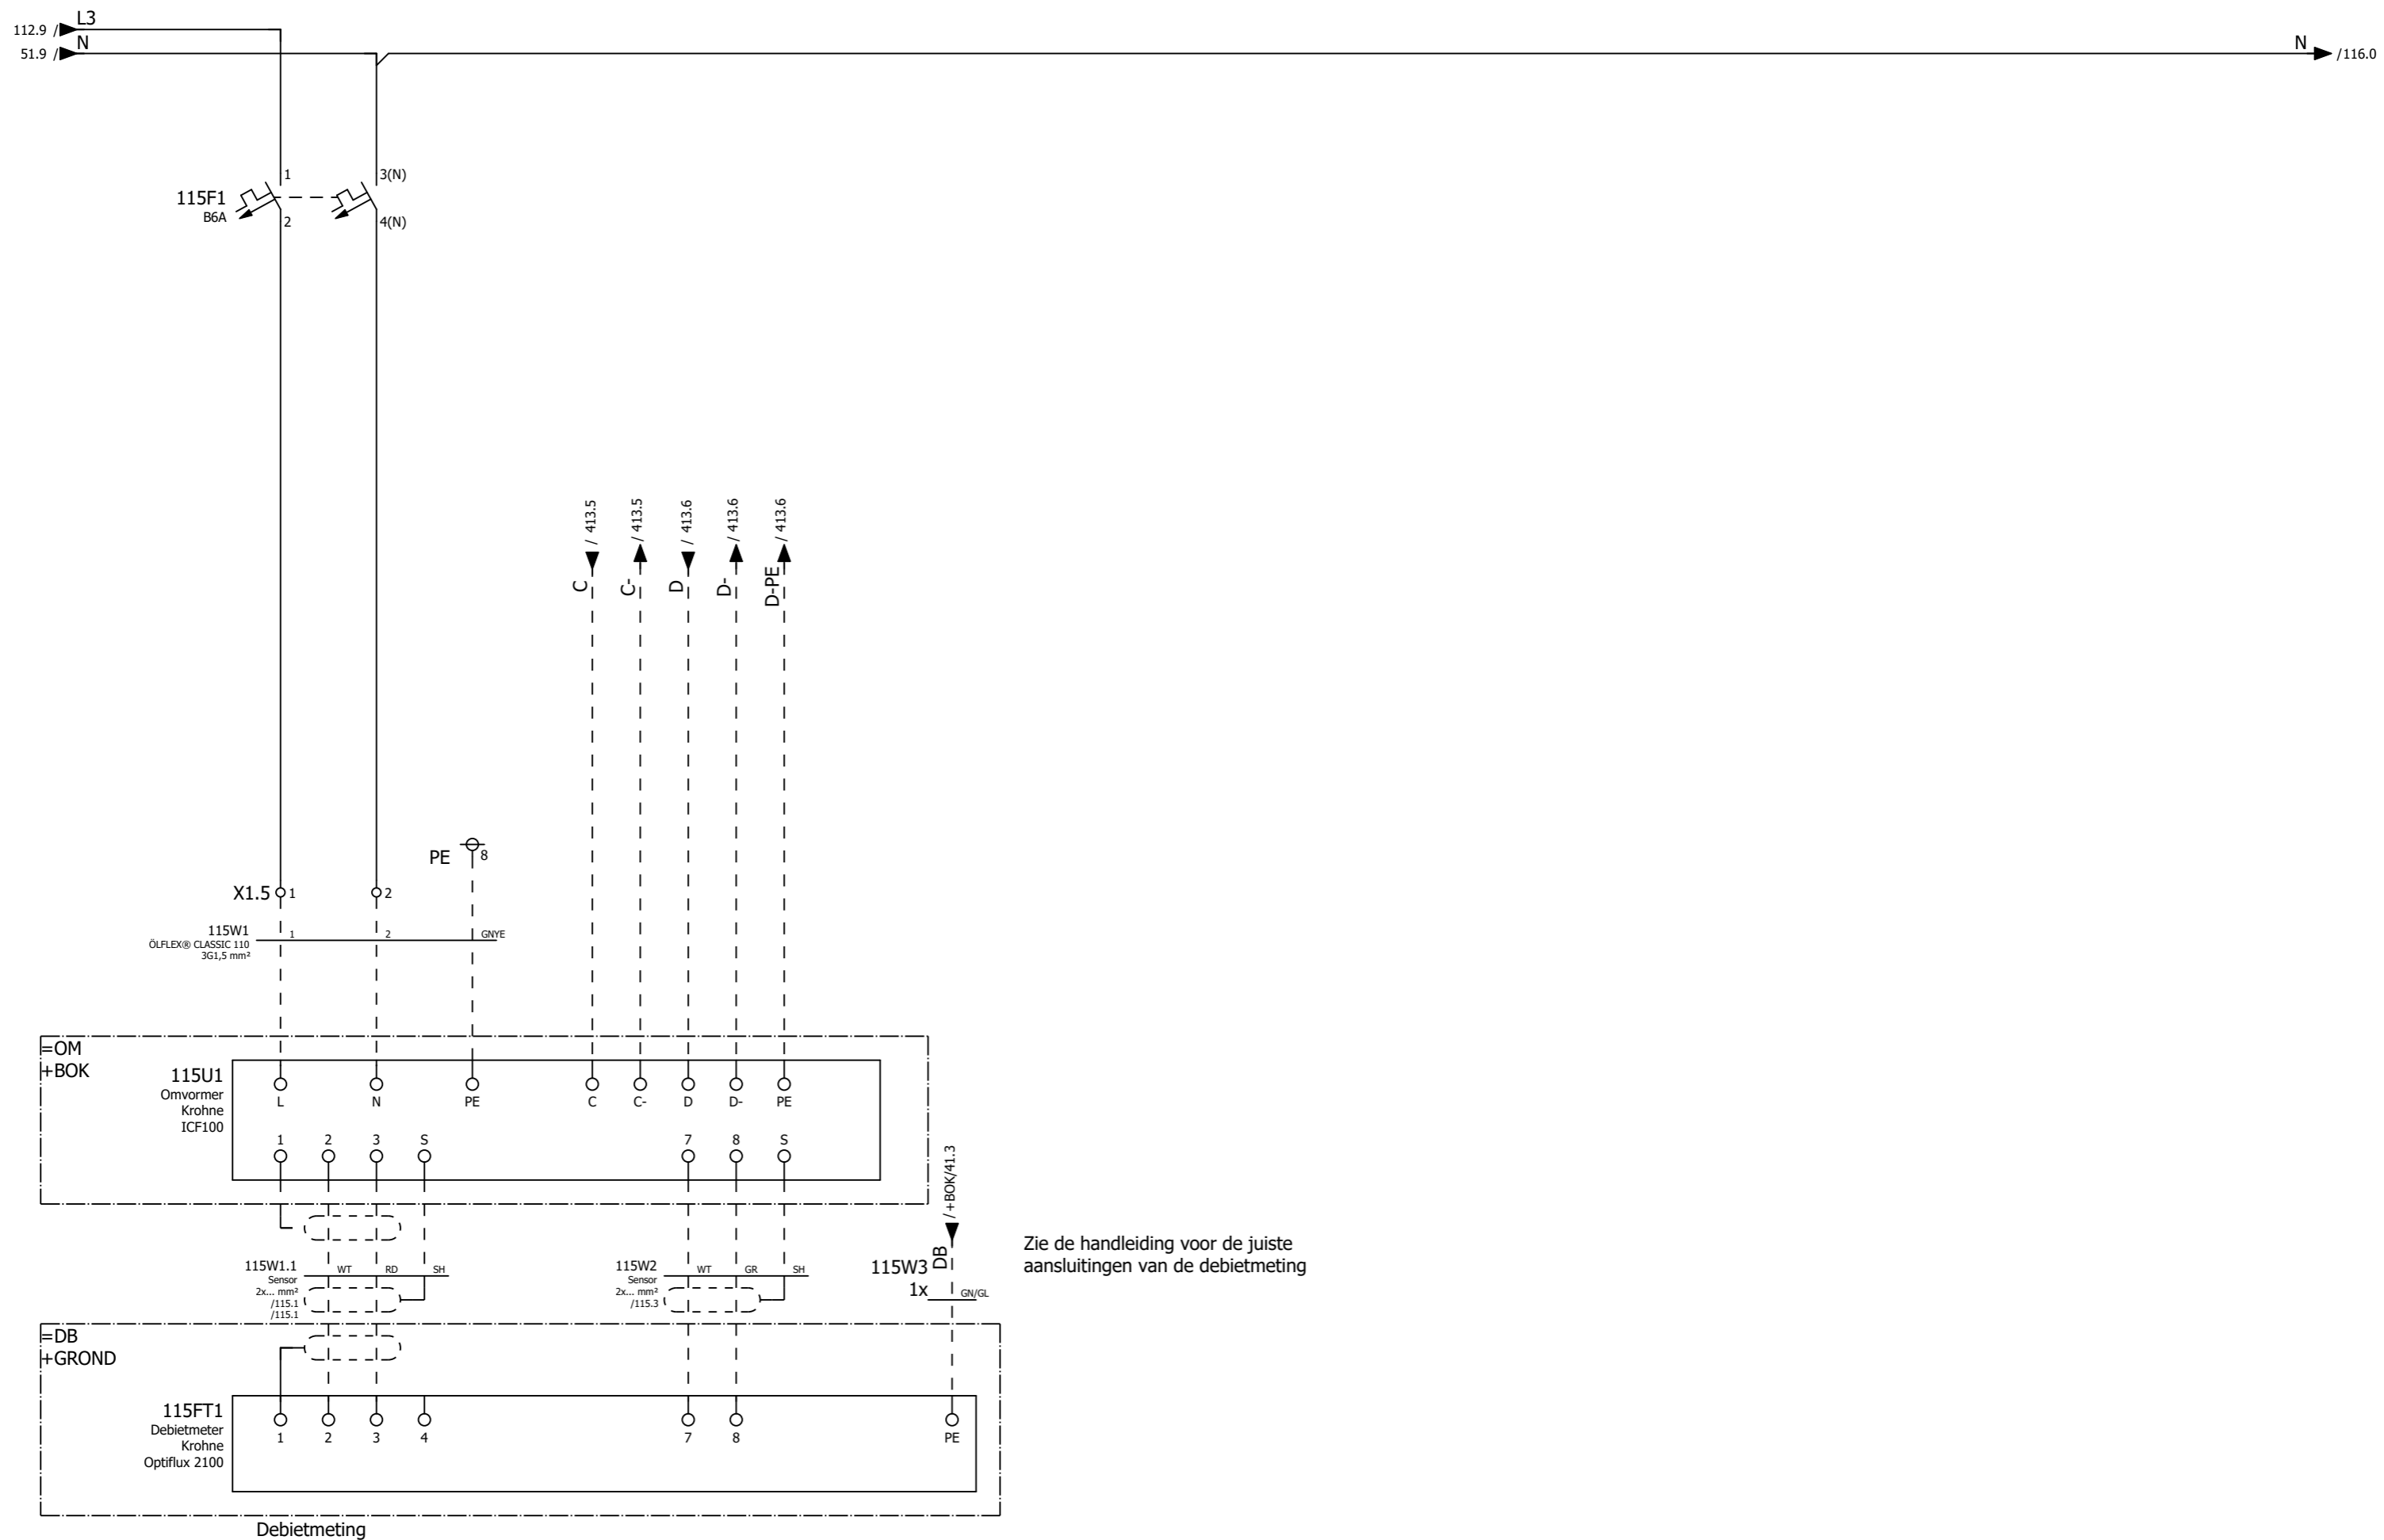 L3
112.9 /
N
51.9 /
N
/116.0
115F1
B6A
1
2
3(N)
4(N)
/ 413.5
/ 413.5
/ 413.6
/ 413.6
/ 413.6
C
C-
D
D-
D-PE
PE
8
X1.5
1
2
115W1
ÖLFLEX® CLASSIC 110
3G1,5 mm²
1
2
GNYE
=OM
+BOK
115U1
Omvormer
Krohne
ICF100
L
N
PE
C
C-
D
D-
PE
1
2
3
S
7
8
S
/+BOK/41.3
DB
115W1.1
Sensor
2x... mm²
/115.1
/115.1
WT
RD
SH
115W2
Sensor
2x... mm²
/115.3
WT
GR
SH
115W3
1x
GN/GL
Zie de handleiding voor de juiste
aansluitingen van de debietmeting
=DB
+GROND
115FT1
Debietmeter
Krohne
Optiflux 2100
1
2
3
4
7
8
PE
Debietmeting